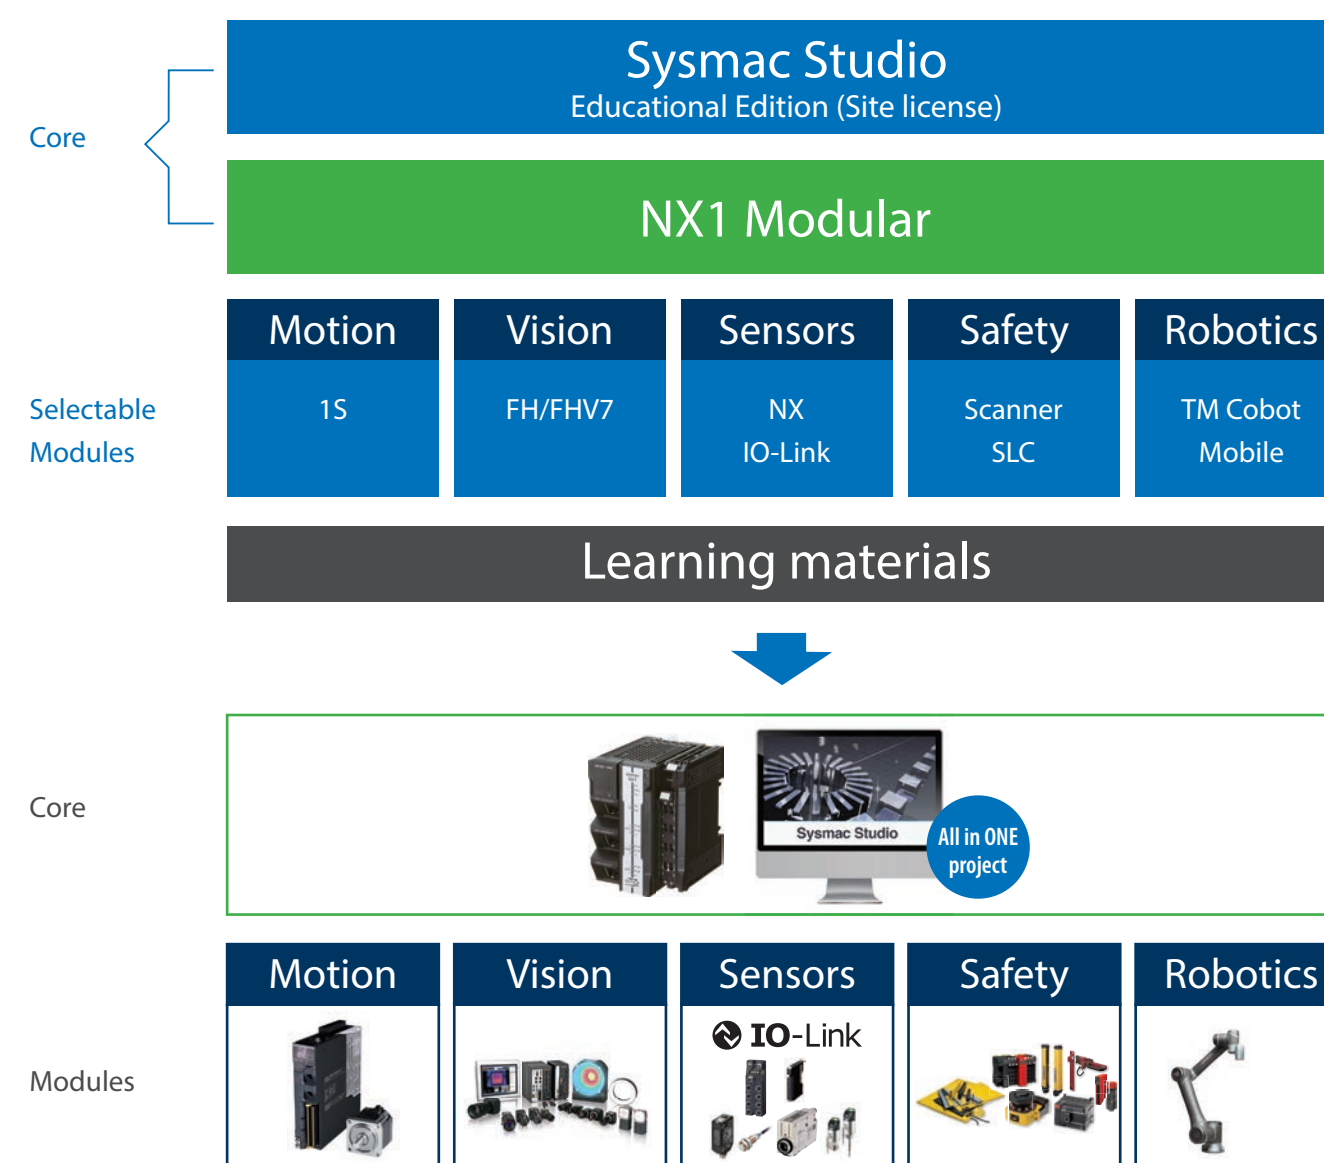 Sysmac Studio
Educational Edition (Site license)
Core
NX1 Modular
Motion
Vision
Sensors
Safety
Robotics
Selectable
Modules
1S
FH/FHV7
NX
IO-Link
Scanner
SLC
TM Cobot
Mobile
Learning materials
Core
Sysmac Studio
All in ONE
project
Motion
Vision
Sensors
Safety
Robotics
Modules
IO-Link